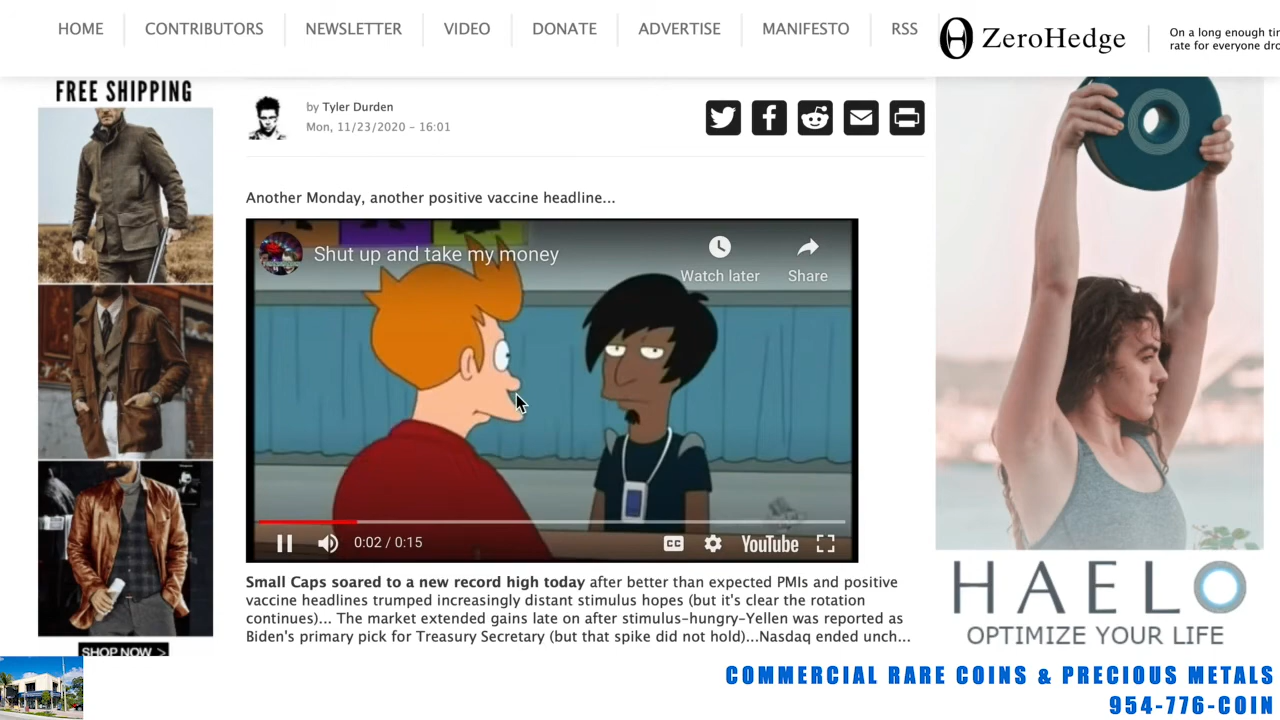 HOME
CONTRIBUTORS
NEWSLETTER
VIDEO
DONATE
ADVERTISE
MANIFESTO
RSS
ZeroHedge
On a long enough tim
rate for everyone dro
FREE SHIPPING
by Tyler Durden
Mon, 11/23/2020 - 16:01
Another Monday, another positive vaccine headline...
Shut up and take my money
Watch later
Share
0:02 / 0:15
CC
YouTube
Small Caps soared to a new record high today after better than expected PMIs and positive
vaccine headlines trumped increasingly distant stimulus hopes (but it's clear the rotation
continues)... The market extended gains late on after stimulus-hungry-Yellen was reported as
Biden's primary pick for Treasury Secretary (but that spike did not hold)...Nasdaq ended unch...
SHOP NOW >
HAELO
OPTIMIZE YOUR LIFE
COMMERCIAL RARE COINS & PRECIOUS METALS
954-776-COIN